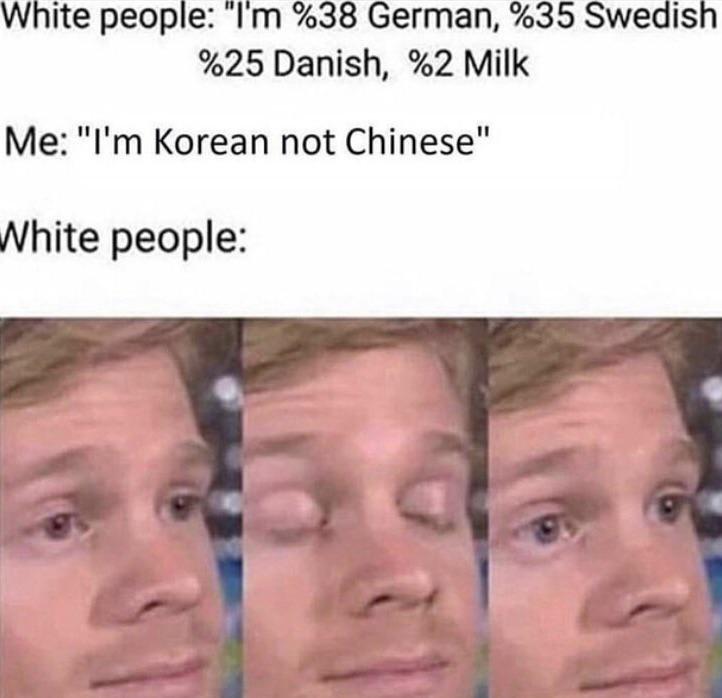 White people: "I'm %38 German, %35 Swedish
%25 Danish, %2 Milk
Me: "I'm Korean not Chinese"
White people: